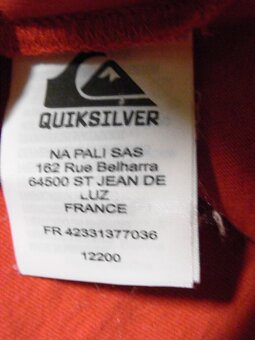 QUIKSILVER
NA PALI SAS
162 Rue Belharra
64500 ST JEAN DE
LUZ
FRANCE
FR 42331377036
12200